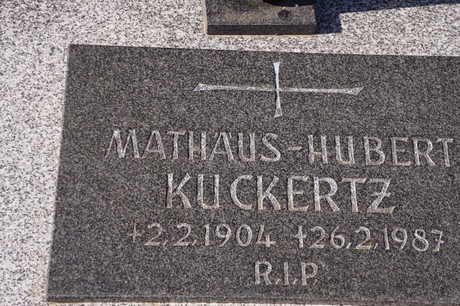 MATHÄUS-HUBERT
KUCKERTZ
+2.2.1904 †26.2.1987
R.I.P.